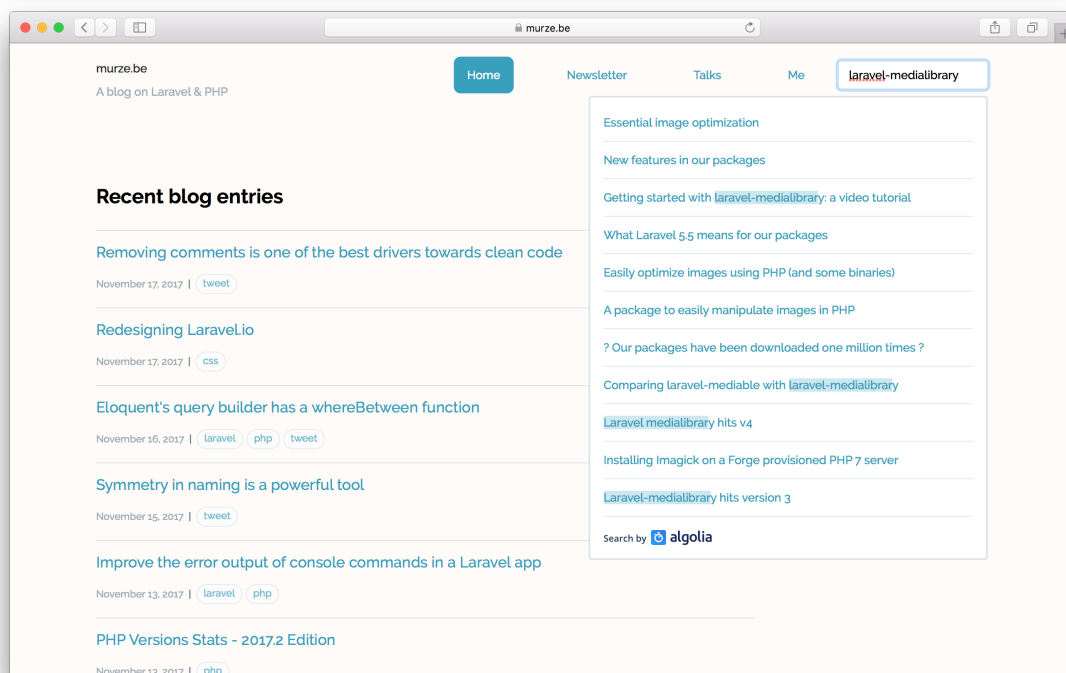 murze.be
murze.be
A blog on Laravel & PHP
Home
Newsletter
Talks
Me
laravel-medialibrary
Essential image optimization
New features in our packages
Getting started with laravel-medialibrary: a video tutorial
What Laravel 5.5 means for our packages
Easily optimize images using PHP (and some binaries)
A package to easily manipulate images in PHP
? Our packages have been downloaded one million times ?
Comparing laravel-mediable with laravel-medialibrary
Laravel medialibrary hits v4
Installing Imagick on a Forge provisioned PHP 7 server
Laravel-medialibrary hits version 3
Search by algolia
Recent blog entries
Removing comments is one of the best drivers towards clean code
November 17, 2017 | tweet
Redesigning Laravel.io
November 17, 2017 | css
Eloquent's query builder has a whereBetween function
November 16, 2017 | laravel php tweet
Symmetry in naming is a powerful tool
November 15, 2017 | tweet
Improve the error output of console commands in a Laravel app
November 13, 2017 | laravel php
PHP Versions Stats - 2017.2 Edition
November 13, 2017 | php